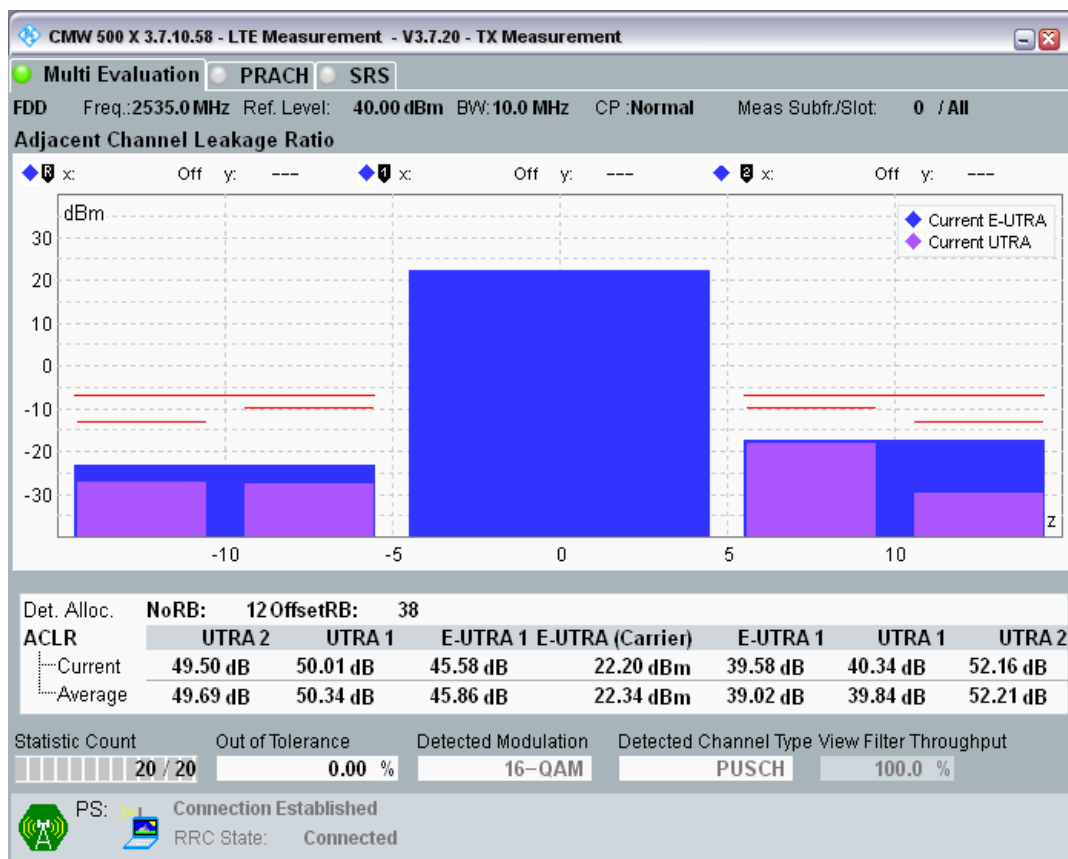 CMW 500 X 3.7.10.58 - LTE Measurement - V3.7.20 - TX Measurement
Multi Evaluation PRACH SRS
FDD Freq.:2535.0 MHz Ref. Level: 40.00 dBm BW: 10.0 MHz CP :Normal Meas Subfr./Slot: 0 / All
Adjacent Channel Leakage Ratio
R x: Off y: --- 1 x: Off y: --- 2 x: Off y: ---
dBm
Current E-UTRA
Current UTRA
30
20
10
0
-10
-20
-30
z
-10 -5 0 5 10
Det. Alloc. NoRB: 12 OffsetRB: 38
ACLR UTRA 2 UTRA 1 E-UTRA 1 E-UTRA (Carrier) E-UTRA 1 UTRA 1 UTRA 2
Current 49.50 dB 50.01 dB 45.58 dB 22.20 dBm 39.58 dB 40.34 dB 52.16 dB
Average 49.69 dB 50.34 dB 45.86 dB 22.34 dBm 39.02 dB 39.84 dB 52.21 dB
Statistic Count Out of Tolerance Detected Modulation Detected Channel Type View Filter Throughput
20 / 20 0.00 % 16-QAM PUSCH 100.0 %
PS: Connection Established
RRC State: Connected